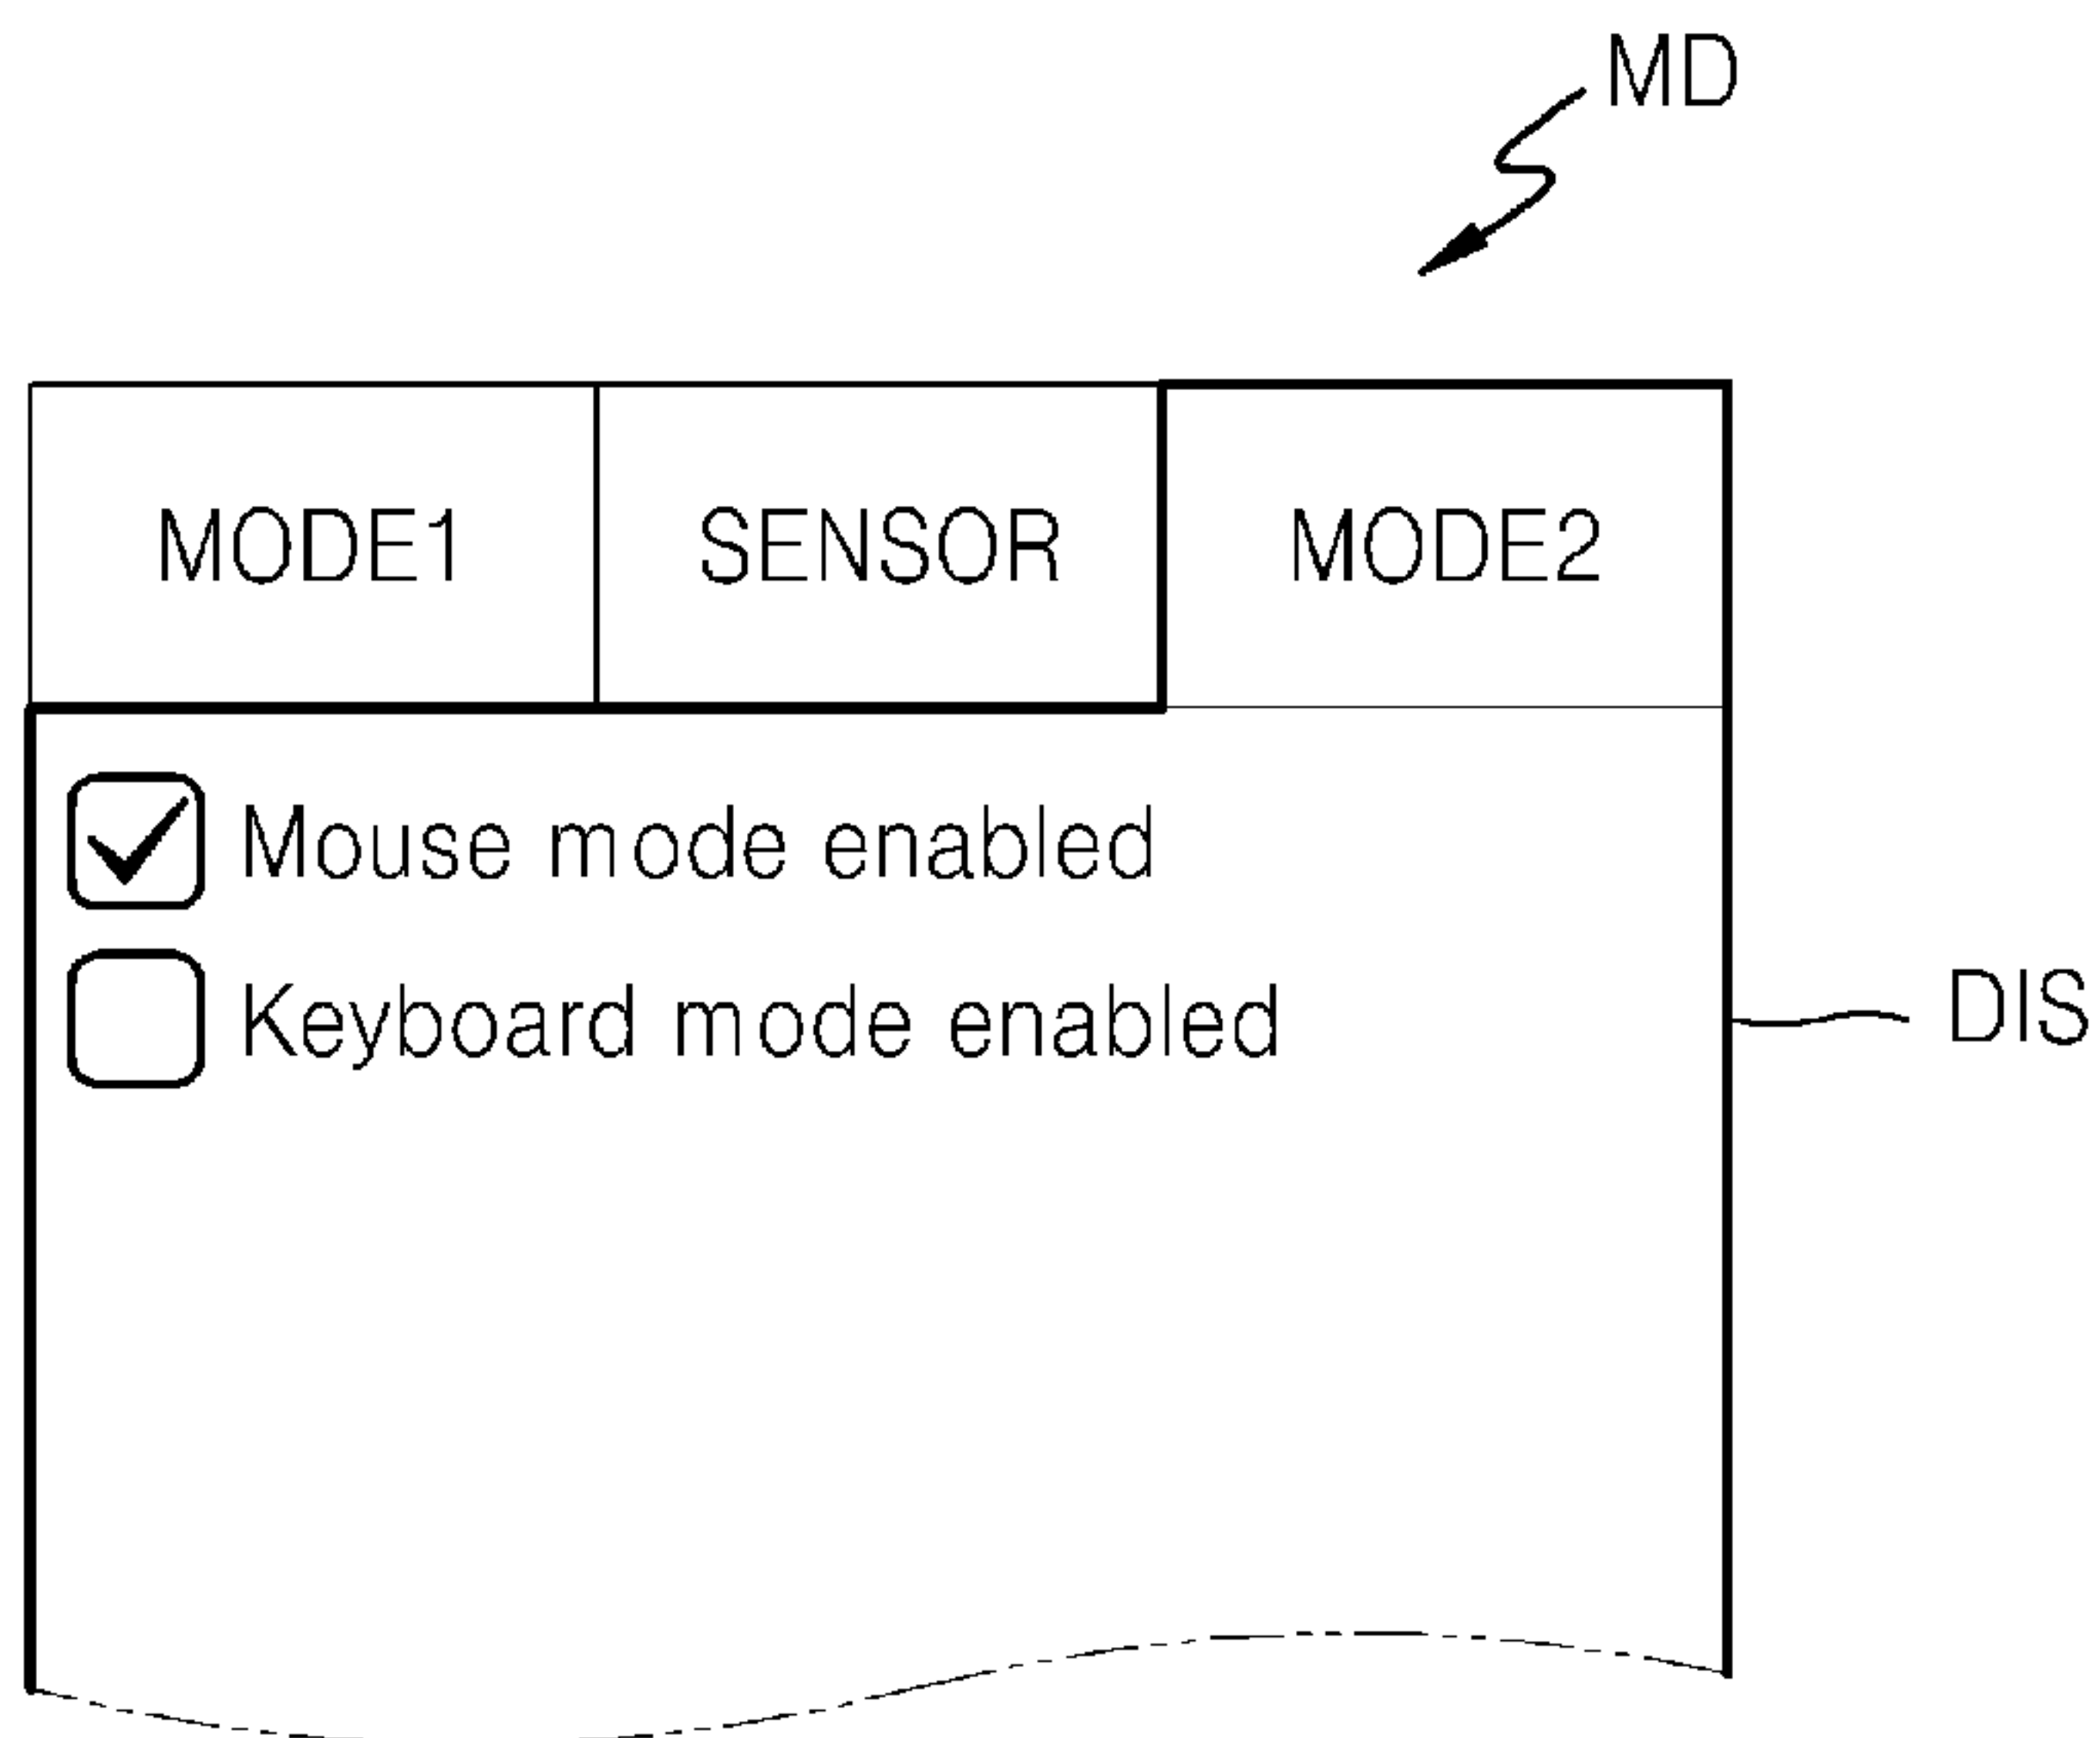 MD
MODE1 SENSOR MODE2
Mouse mode enabled
Keyboard mode enabled
DIS